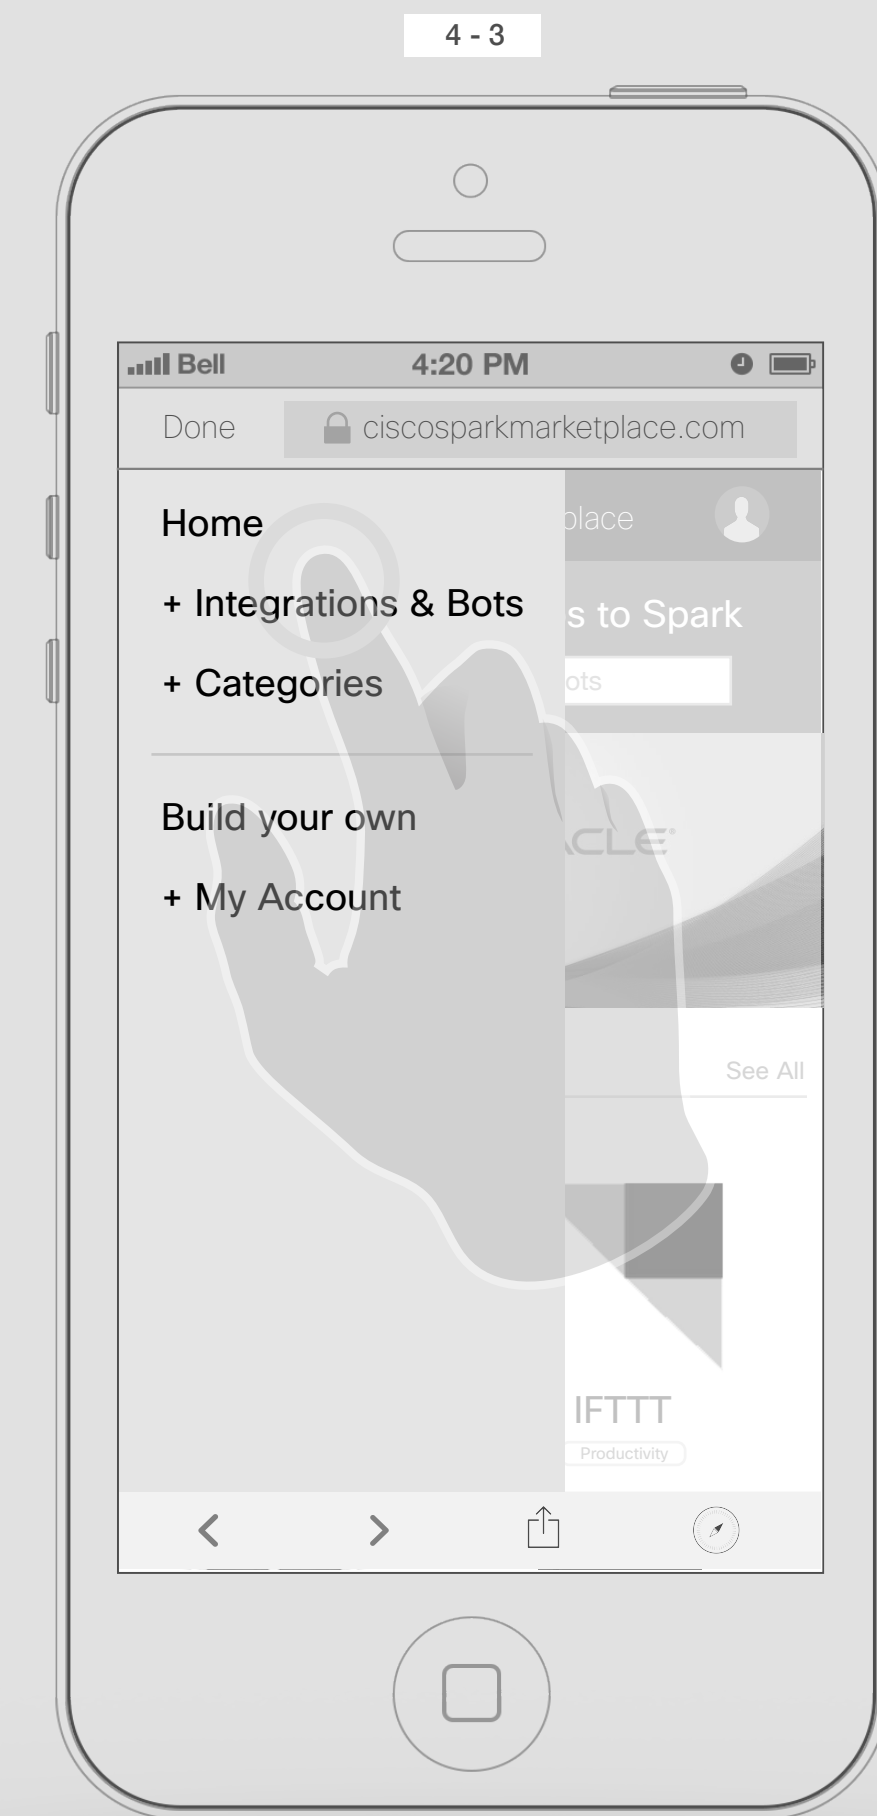 4 - 3
Bell 4:20 PM
Done ciscosparkmarketplace.com
Home
place
+ Integrations & Bots
s to Spark
+ Categories
ots
Build your own
ACLE
+ My Account
See All
IFTTT
Productivity